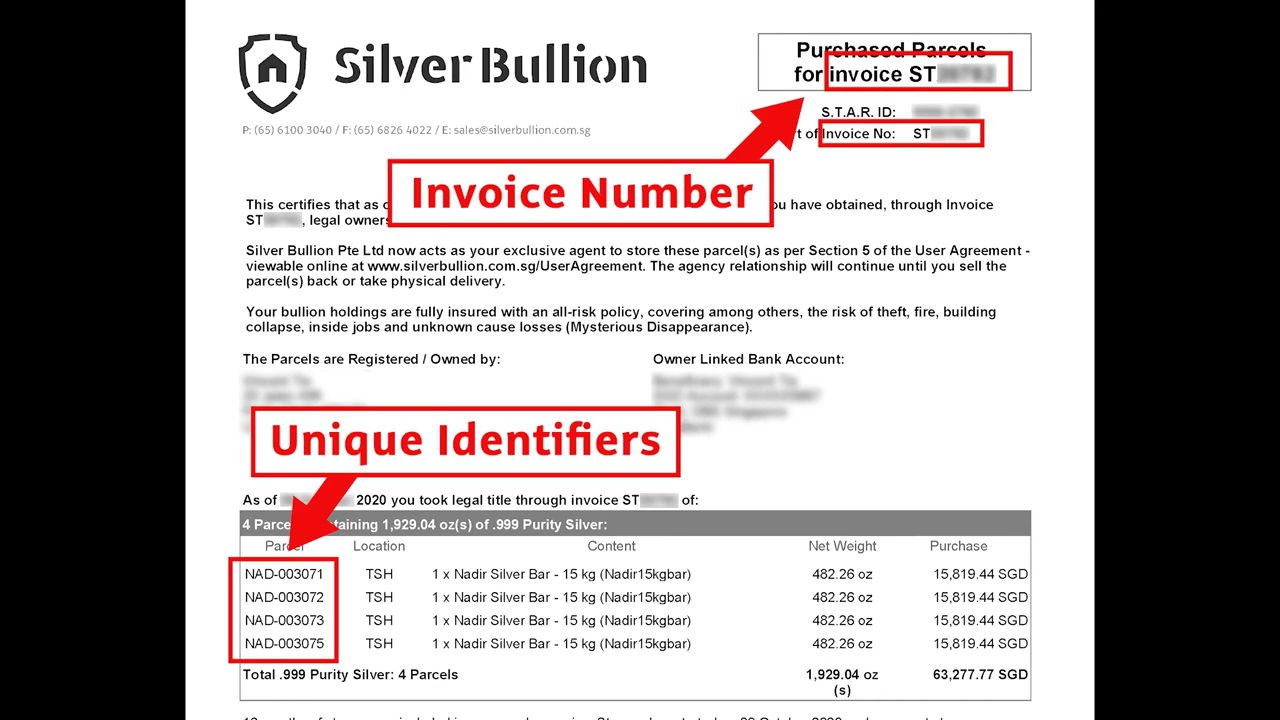 Silver Bullion
P: (65) 6100 3040 / F: (65) 6826 4022 / E: sales@silverbullion.com.sg
Purchased Parcels
for invoice ST
S.T.A.R. ID:
t of Invoice No: ST
Invoice Number
This certifies that as ou have obtained, through Invoice
ST , legal owners
Silver Bullion Pte Ltd now acts as your exclusive agent to store these parcel(s) as per Section 5 of the User Agreement -
viewable online at www.silverbullion.com.sg/UserAgreement. The agency relationship will continue until you sell the
parcel(s) back or take physical delivery.
Your bullion holdings are fully insured with an all-risk policy, covering among others, the risk of theft, fire, building
collapse, inside jobs and unknown cause losses (Mysterious Disappearance).
The Parcels are Registered / Owned by: Owner Linked Bank Account:
Unique Identifiers
As of 2020 you took legal title through invoice ST of:
4 Parce taining 1,929.04 oz(s) of .999 Purity Silver:
Parcel Location Content Net Weight Purchase
NAD-003071 TSH 1 x Nadir Silver Bar - 15 kg (Nadir15kgbar) 482.26 oz 15,819.44 SGD
NAD-003072 TSH 1 x Nadir Silver Bar - 15 kg (Nadir15kgbar) 482.26 oz 15,819.44 SGD
NAD-003073 TSH 1 x Nadir Silver Bar - 15 kg (Nadir15kgbar) 482.26 oz 15,819.44 SGD
NAD-003075 TSH 1 x Nadir Silver Bar - 15 kg (Nadir15kgbar) 482.26 oz 15,819.44 SGD
Total .999 Purity Silver: 4 Parcels 1,929.04 oz 63,277.77 SGD
(s)